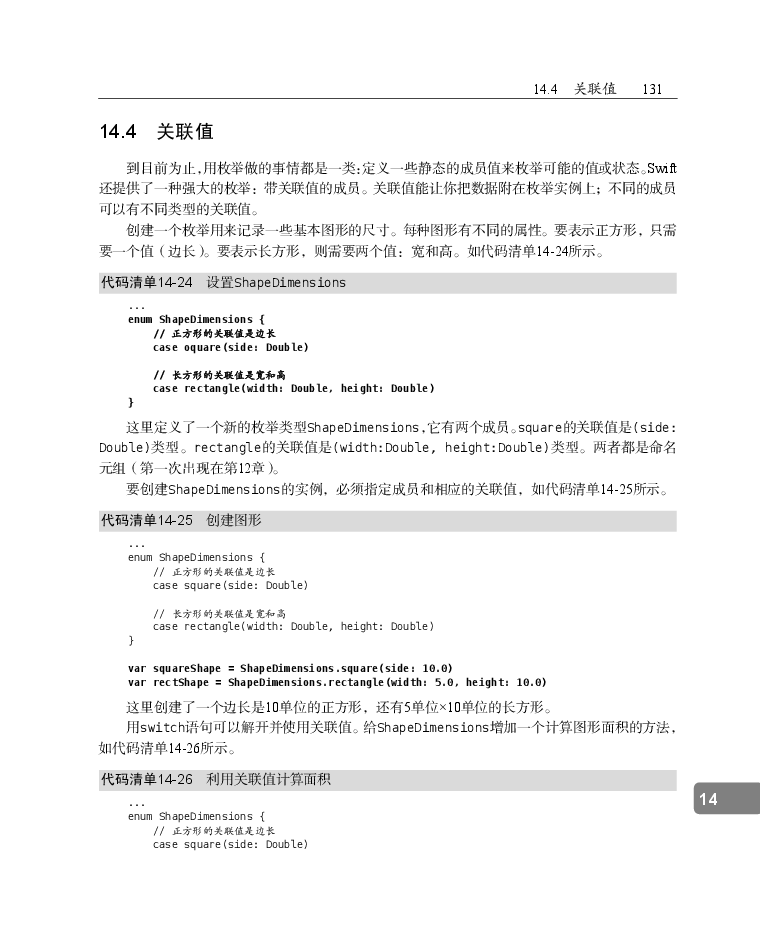 14.4 关联值 131
14.4 关联值
到目前为止,用枚举做的事情都是一类:定义一些静态的成员值来枚举可能的值或状态。Swift
还提供了一种强大的枚举：带关联值的成员。关联值能让你把数据附在枚举实例上；不同的成员
可以有不同类型的关联值。
创建一个枚举用来记录一些基本图形的尺寸。每种图形有不同的属性。要表示正方形，只需
要一个值（边长）。要表示长方形，则需要两个值：宽和高。如代码清单14-24所示。
代码清单14-24 设置ShapeDimensions
...
enum ShapeDimensions {
// 正方形的关联值是边长
case oquare(side: Double)
// 长方形的关联值是宽和高
case rectangle(width: Double, height: Double)
}
这里定义了一个新的枚举类型ShapeDimensions,它有两个成员。square的关联值是(side:
Double)类型。rectangle的关联值是(width:Double, height:Double)类型。两者都是命名
元组（第一次出现在第12章）。
要创建ShapeDimensions的实例，必须指定成员和相应的关联值，如代码清单14-25所示。
代码清单14-25 创建图形
...
enum ShapeDimensions {
// 正方形的关联值是边长
case square(side: Double)
// 长方形的关联值是宽和高
case rectangle(width: Double, height: Double)
}
var squareShape = ShapeDimensions.square(side: 10.0)
var rectShape = ShapeDimensions.rectangle(width: 5.0, height: 10.0)
这里创建了一个边长是10单位的正方形，还有5单位×10单位的长方形。
用switch语句可以解开并使用关联值。给ShapeDimensions增加一个计算图形面积的方法，
如代码清单14-26所示。
代码清单14-26 利用关联值计算面积
14
...
enum ShapeDimensions {
// 正方形的关联值是边长
case square(side: Double)